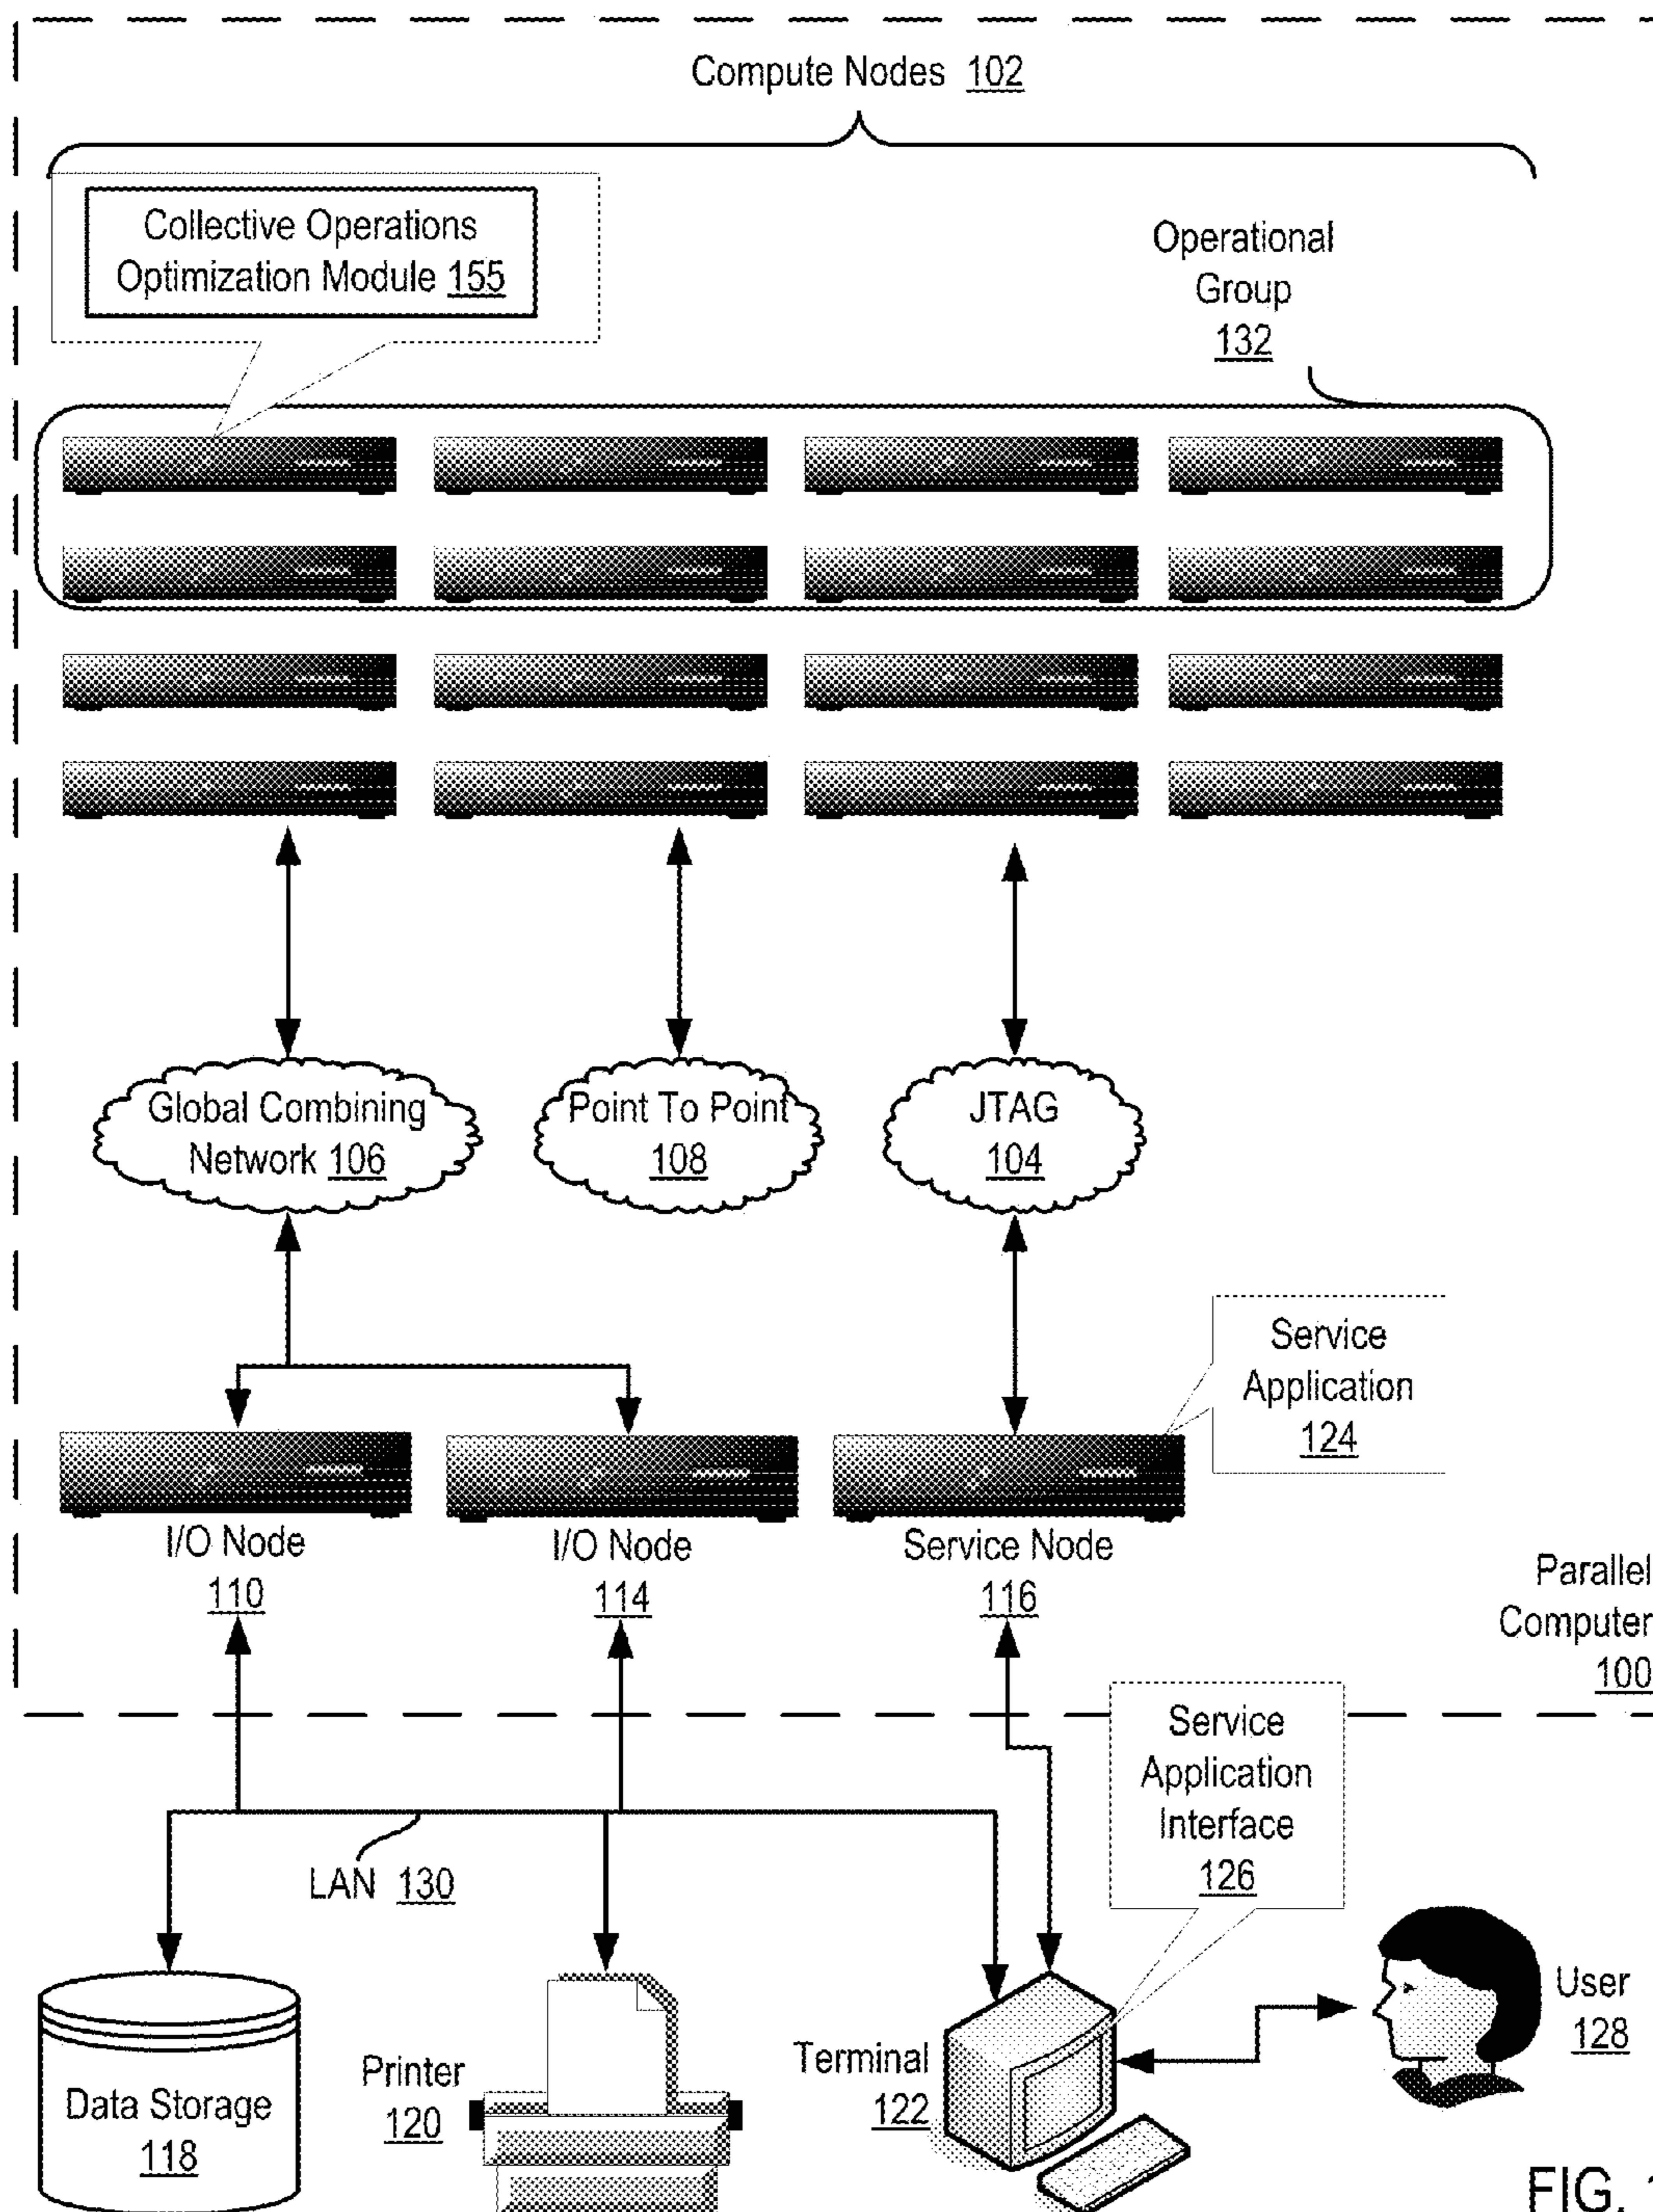 Compute Nodes 102
Collective Operations
Optimization Module 155
Operational
Group
132
Global Combining
Network 106
Point To Point
108
JTAG
104
Service
Application
124
I/O Node
110
I/O Node
114
Service Node
116
Parallel
Computer
100
Service
Application
Interface
126
LAN 130
Data Storage
118
Printer
120
Terminal
122
User
128
FIG. 1